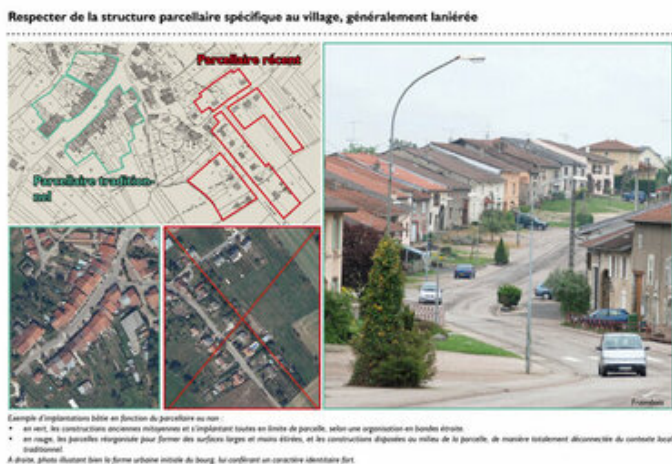 Respecter de la structure parcellaire spécifique au village, généralement laniérée
Parcellaire récent
Parcellaire tradition-
nel
Exemple d'implantations bâtie en fonction du parcellaire ou non :
• en vert, les constructions anciennes mitoyennes et s'implantant toutes en limite de parcelle, selon une organisation en bandes étroite.
• en rouge, les parcelles réorganisée pour former des surfaces larges et moins étirées, et les constructions disposées au milieu de la parcelle, de manière totalement déconnectée du contexte local
traditionnel.
A droite, photo illustrant bien la forme urbaine initiale du bourg, lui conférant un caractère identitaire fort.